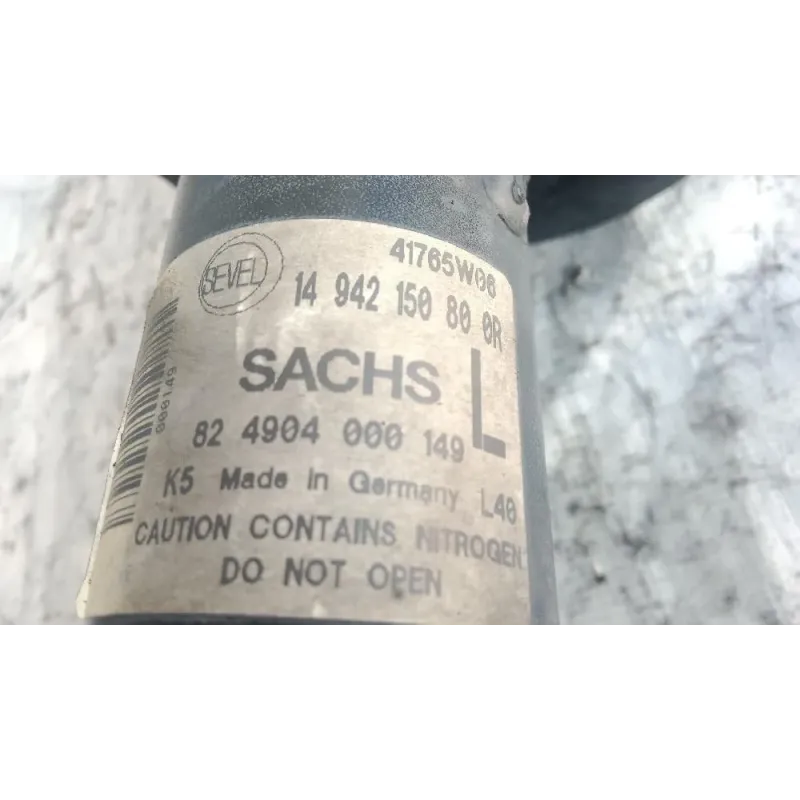 41765W06
SEVEL
14 942 150 80 0R
SACHS L
82 4904 000 149
000149
K5 Made in Germany L40
CAUTION CONTAINS NITROGEN
DO NOT OPEN